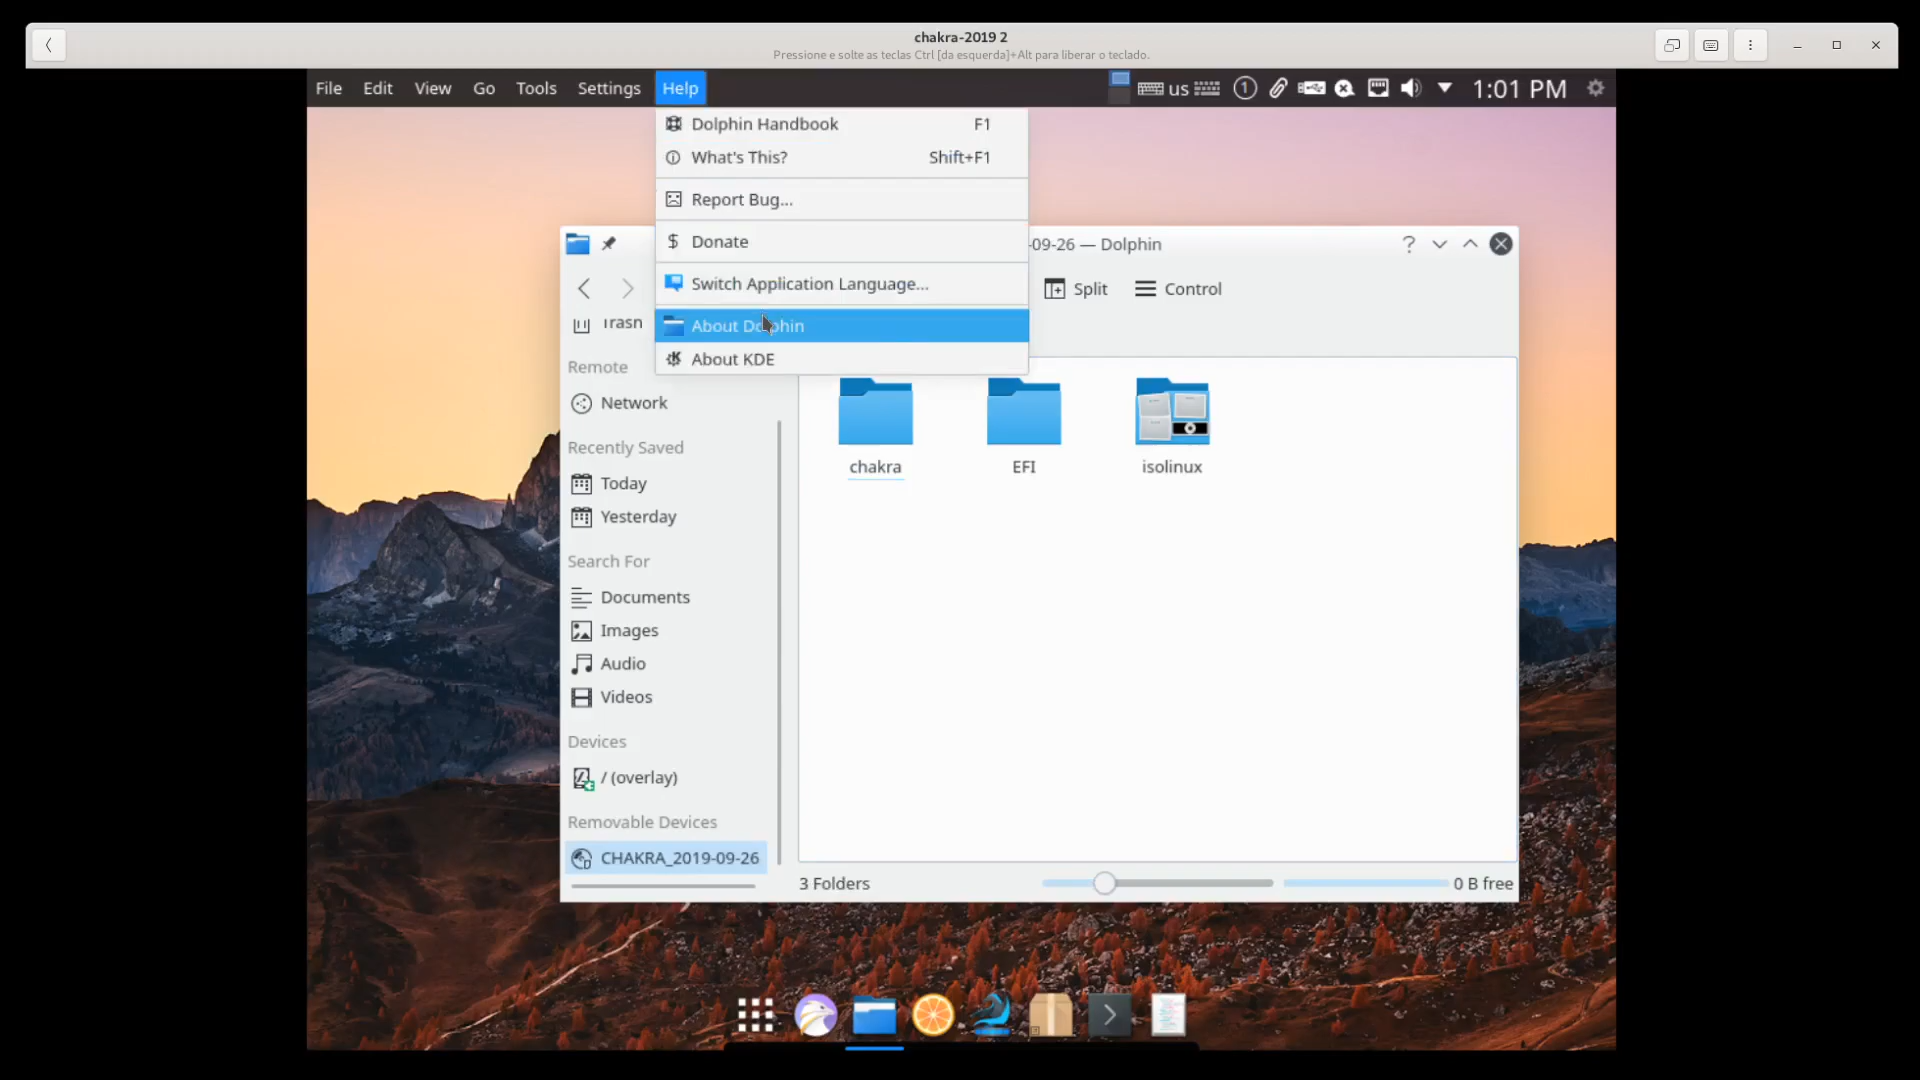 chakra-2019 2
Pressione e solte as teclas Ctrl [da esquerda]+Alt para liberar o teclado.
File Edit View Go Tools Settings Help
us 1 1:01 PM
Dolphin Handbook F1
What's This? Shift+F1
Report Bug...
Donate
Switch Application Language...
About Dolphin
About KDE
-09-26 — Dolphin
Split Control
Trash
Remote
Network
Recently Saved
Today
Yesterday
Search For
Documents
Images
Audio
Videos
Devices
/ (overlay)
Removable Devices
CHAKRA_2019-09-26
chakra EFI isolinux
3 Folders 0 B free